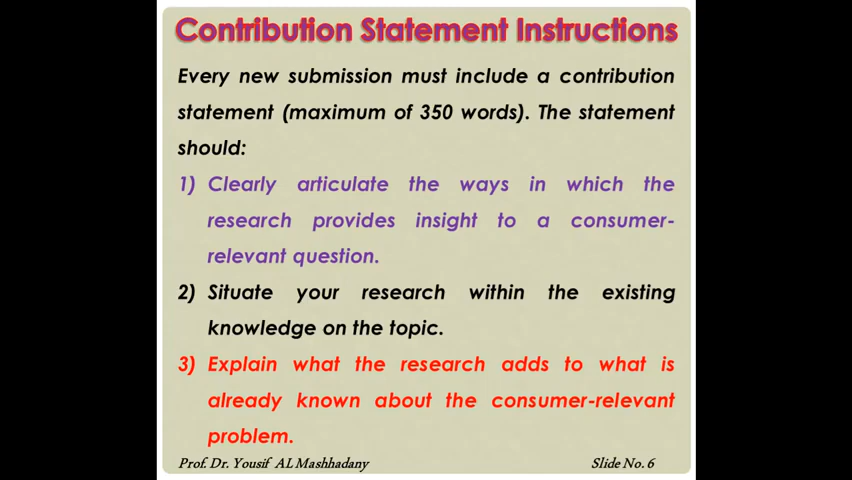 Contribution Statement Instructions
Every new submission must include a contribution
statement (maximum of 350 words). The statement
should:
1) Clearly articulate the ways in which the
research provides insight to a consumer-
relevant question.
2) Situate your research within the existing
knowledge on the topic.
3) Explain what the research adds to what is
already known about the consumer-relevant
problem.
Prof. Dr. Yousif AL Mashhadany Slide No. 6